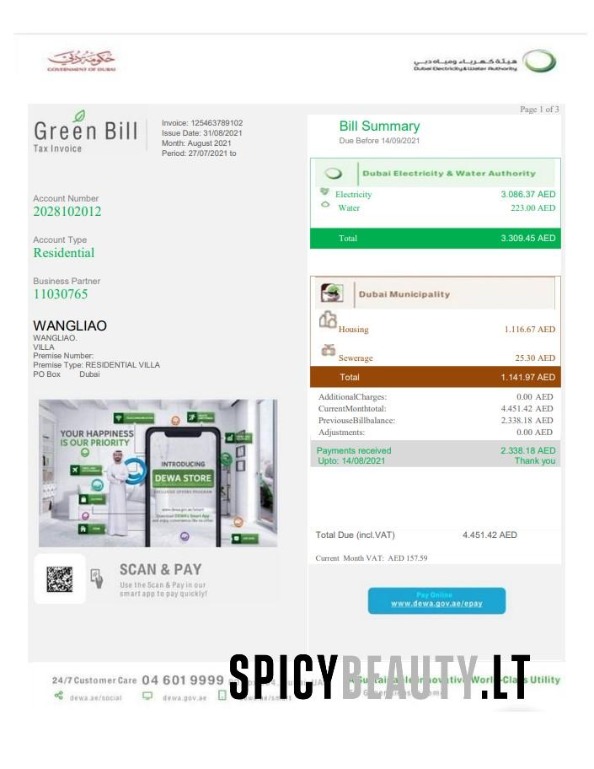 حكومة دبي
GOVERNMENT OF DUBAI
هيئة كهرباء ومياه دبي
Dubai Electricity & Water Authority
Page 1 of 3
Green Bill
Tax Invoice
Invoice: 125463789102
Issue Date: 31/08/2021
Month: August 2021
Period: 27/07/2021 to
Account Number
2028102012
Account Type
Residential
Business Partner
11030765
WANGLIAO
WANGLIAO.
VILLA
Premise Number:
Premise Type: RESIDENTIAL VILLA
PO Box Dubai
YOUR HAPPINESS
IS OUR PRIORITY
INTRODUCING
DEWA STORE
SCAN & PAY
Use the Scan & Pay in our
smart app to pay quickly!
Bill Summary
Due Before 14/09/2021
Dubai Electricity & Water Authority
Electricity 3.086.37 AED
Water 223.00 AED
Total 3.309.45 AED
Dubai Municipality
Housing 1.116.67 AED
Sewerage 25.30 AED
Total 1.141.97 AED
AdditionalCharges: 0.00 AED
CurrentMonthtotal: 4.451.42 AED
PreviouseBillbalance: 2.338.18 AED
Adjustments: 0.00 AED
Payments received 2.338.18 AED
Upto: 14/08/2021 Thank you
Total Due (incl.VAT) 4.451.42 AED
Current Month VAT: AED 157.59
Pay Online
www.dewa.gov.ae/epay
24/7 Customer Care 04 601 9999
World-Class Utility
dewa.ae/social dewa.gov.ae
SPICYBEAUTY.LT